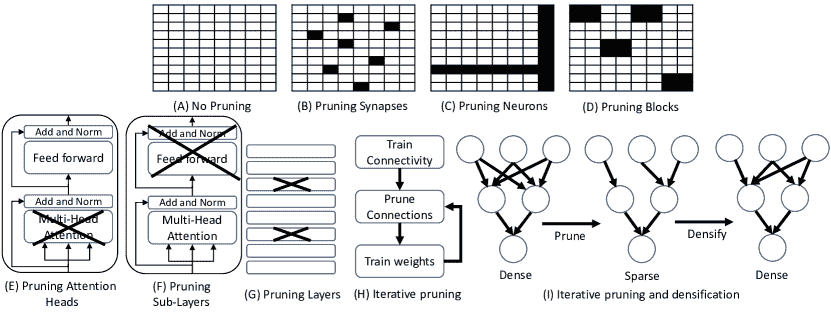 (A) No Pruning
(B) Pruning Synapses
(C) Pruning Neurons
(D) Pruning Blocks
Add and Norm
Feed forward
Add and Norm
Multi-Head
Attention
(E) Pruning Attention
Heads
Add and Norm
Feed forward
Add and Norm
Multi-Head
Attention
(F) Pruning
Sub-Layers
(G) Pruning Layers
Train
Connectivity
Prune
Connections
Train weights
(H) Iterative pruning
Prune
Densify
Dense
Sparse
Dense
(I) Iterative pruning and densification